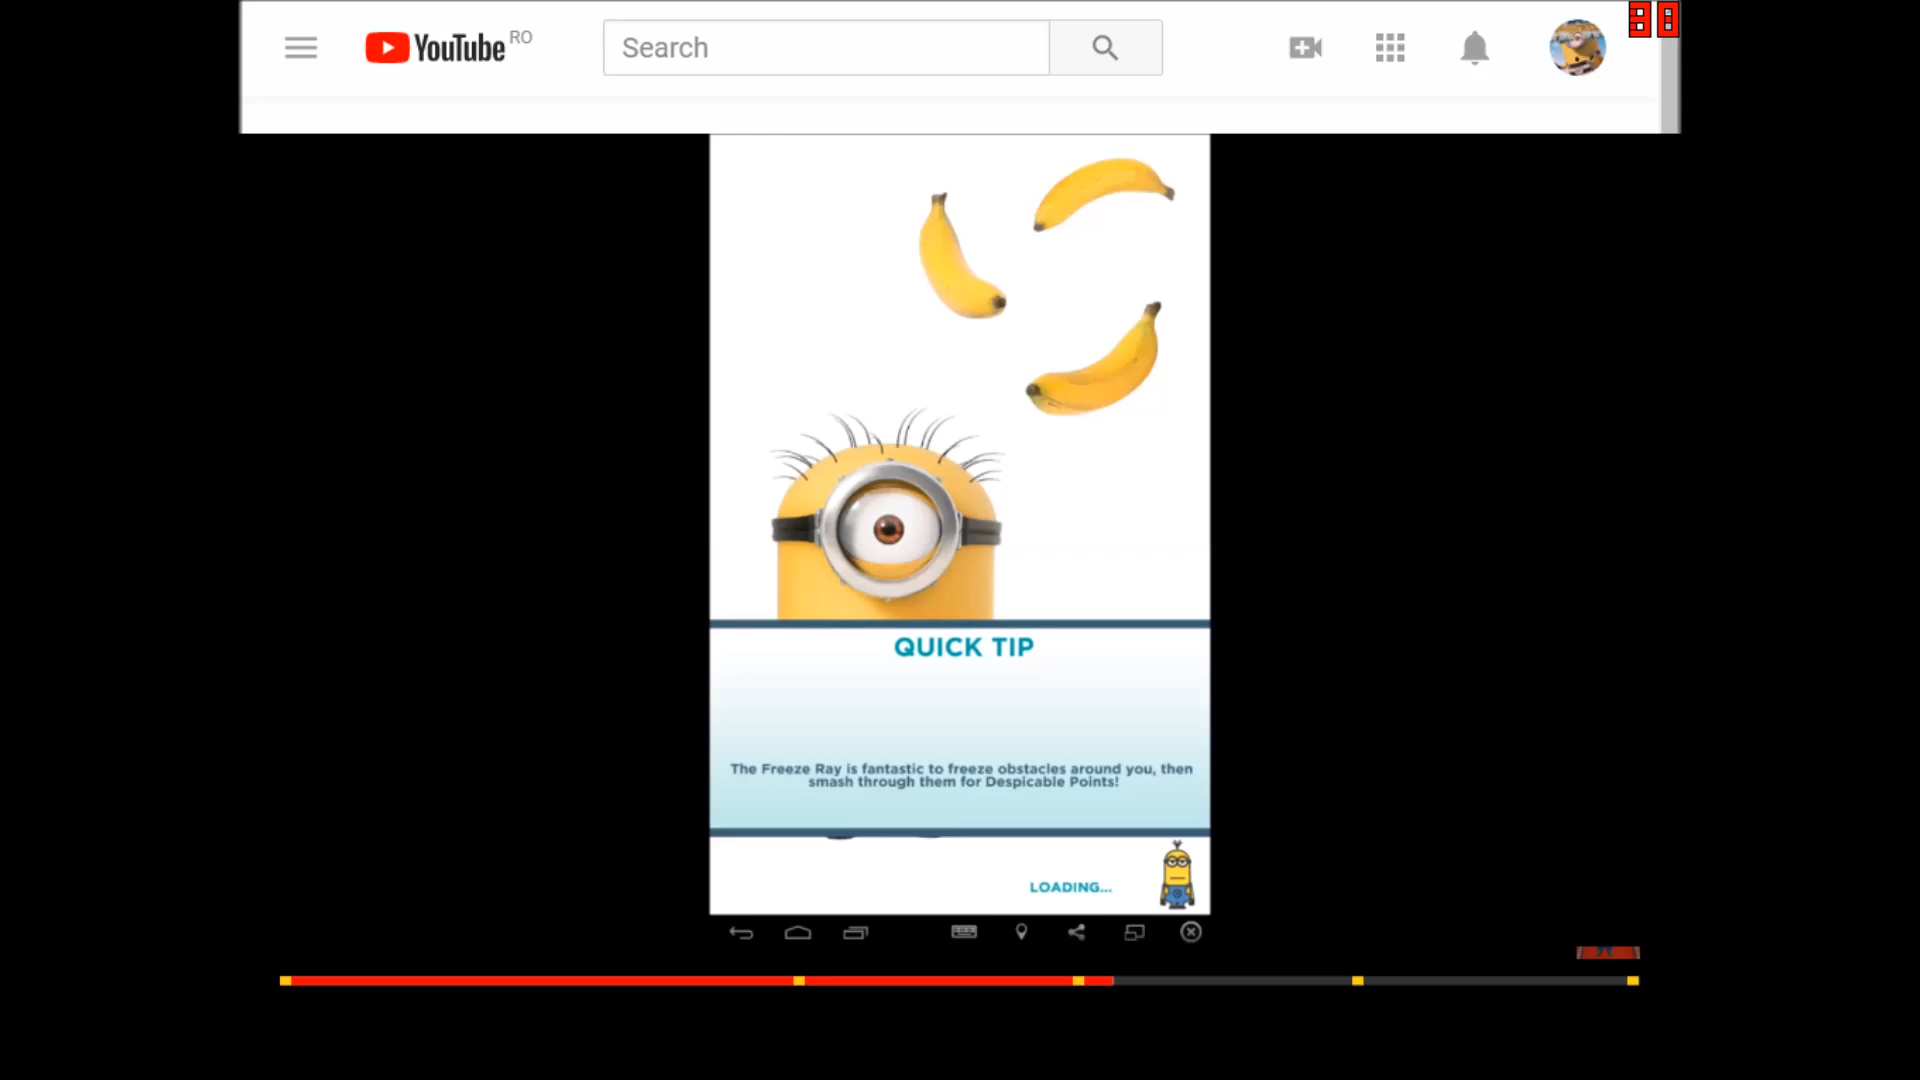 YouTube RO
Search
30
QUICK TIP
The Freeze Ray is fantastic to freeze obstacles around you, then
smash through them for Despicable Points!
LOADING...